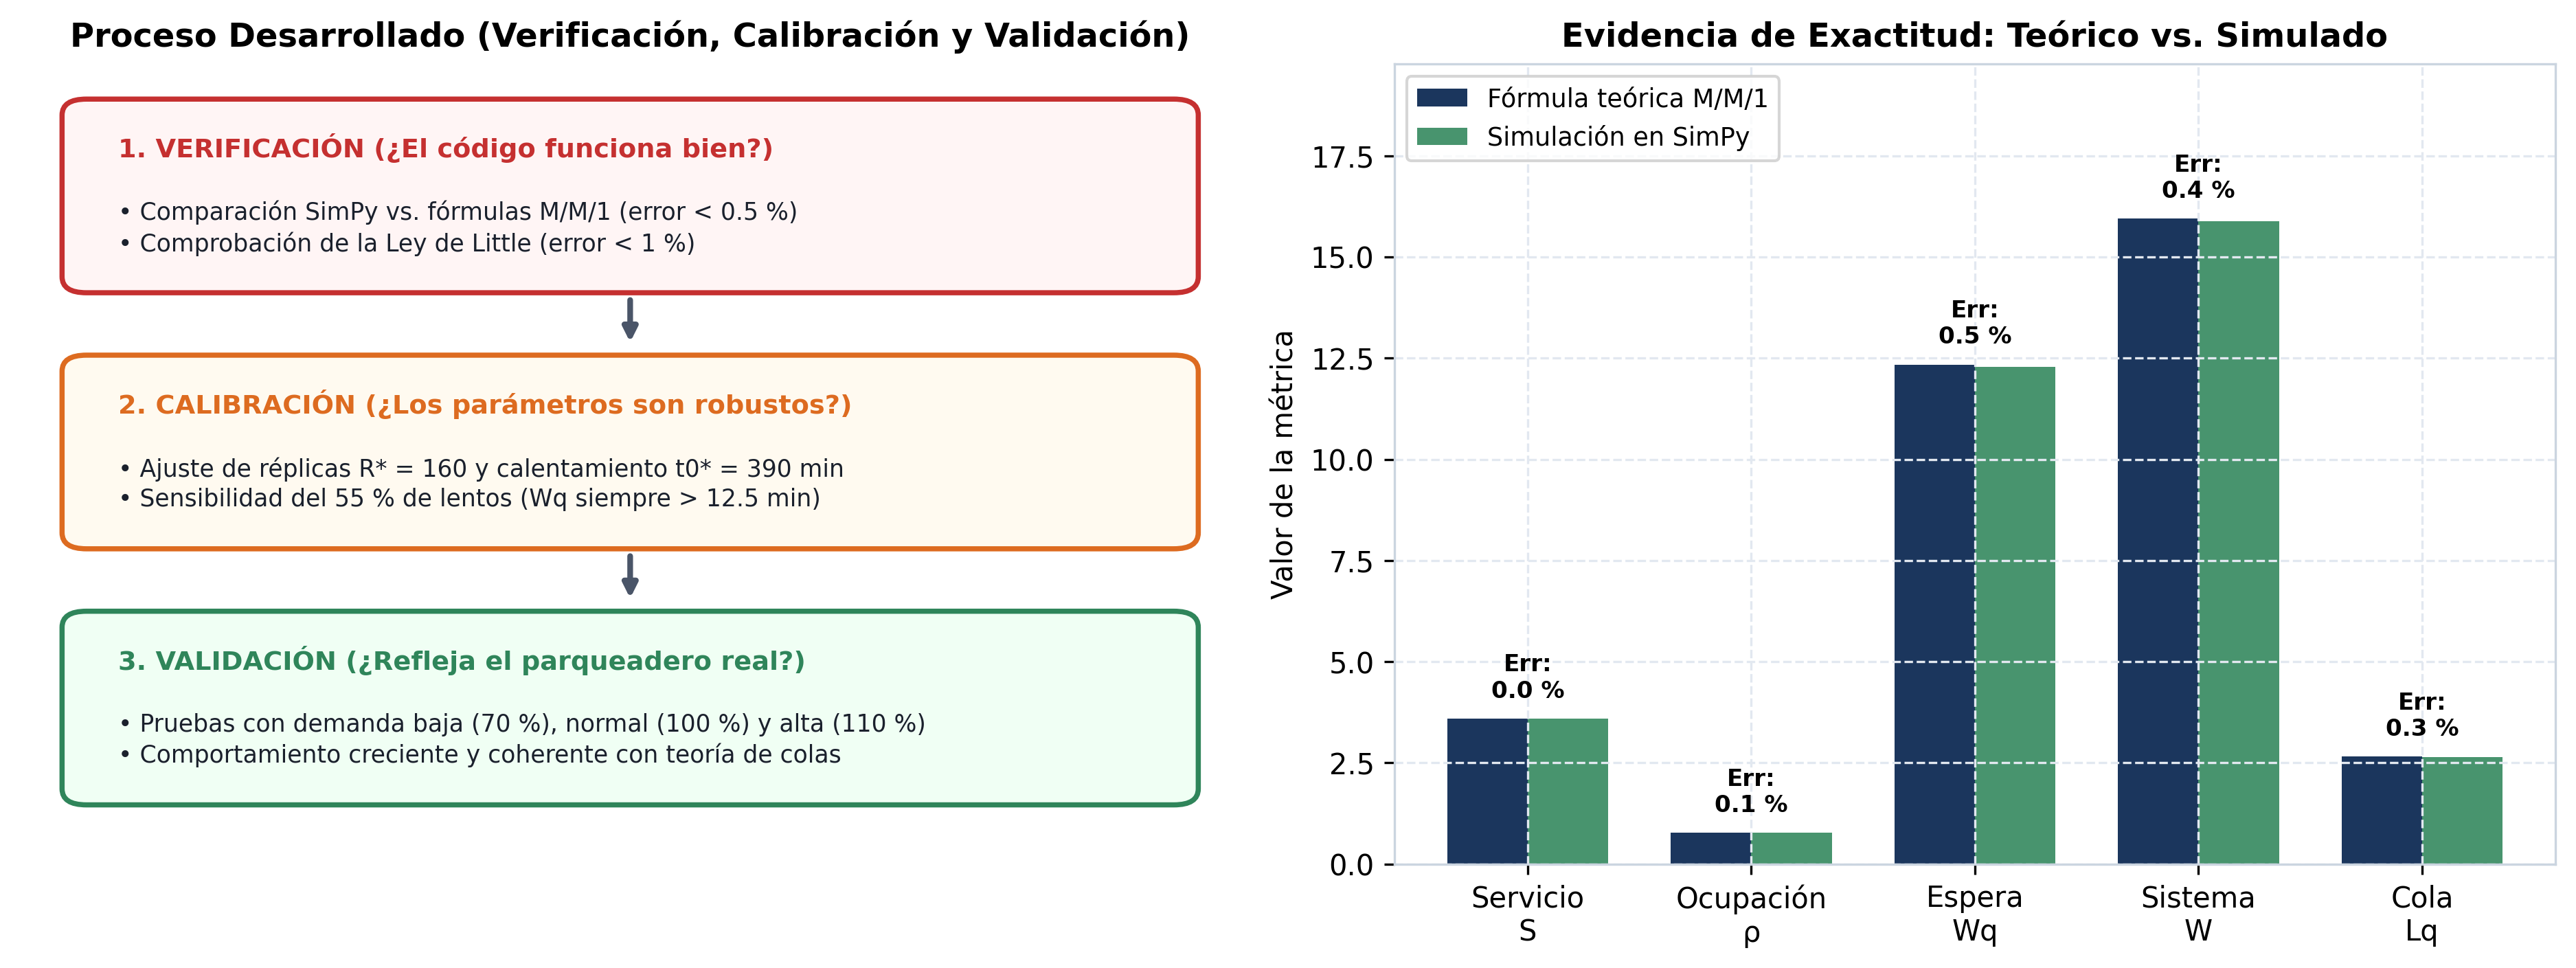 Proceso Desarrollado (Verificación, Calibración y Validación)
1. VERIFICACIÓN (¿El código funciona bien?)
• Comparación SimPy vs. fórmulas M/M/1 (error < 0.5 %)
• Comprobación de la Ley de Little (error < 1 %)
2. CALIBRACIÓN (¿Los parámetros son robustos?)
• Ajuste de réplicas R* = 160 y calentamiento t0* = 390 min
• Sensibilidad del 55 % de lentos (Wq siempre > 12.5 min)
3. VALIDACIÓN (¿Refleja el parqueadero real?)
• Pruebas con demanda baja (70 %), normal (100 %) y alta (110 %)
• Comportamiento creciente y coherente con teoría de colas
Evidencia de Exactitud: Teórico vs. Simulado
Fórmula teórica M/M/1
Simulación en SimPy
Valor de la métrica
17.5
15.0
12.5
10.0
7.5
5.0
2.5
0.0
Err:
0.0 %
Err:
0.1 %
Err:
0.5 %
Err:
0.4 %
Err:
0.3 %
Servicio
S
Ocupación
ρ
Espera
Wq
Sistema
W
Cola
Lq